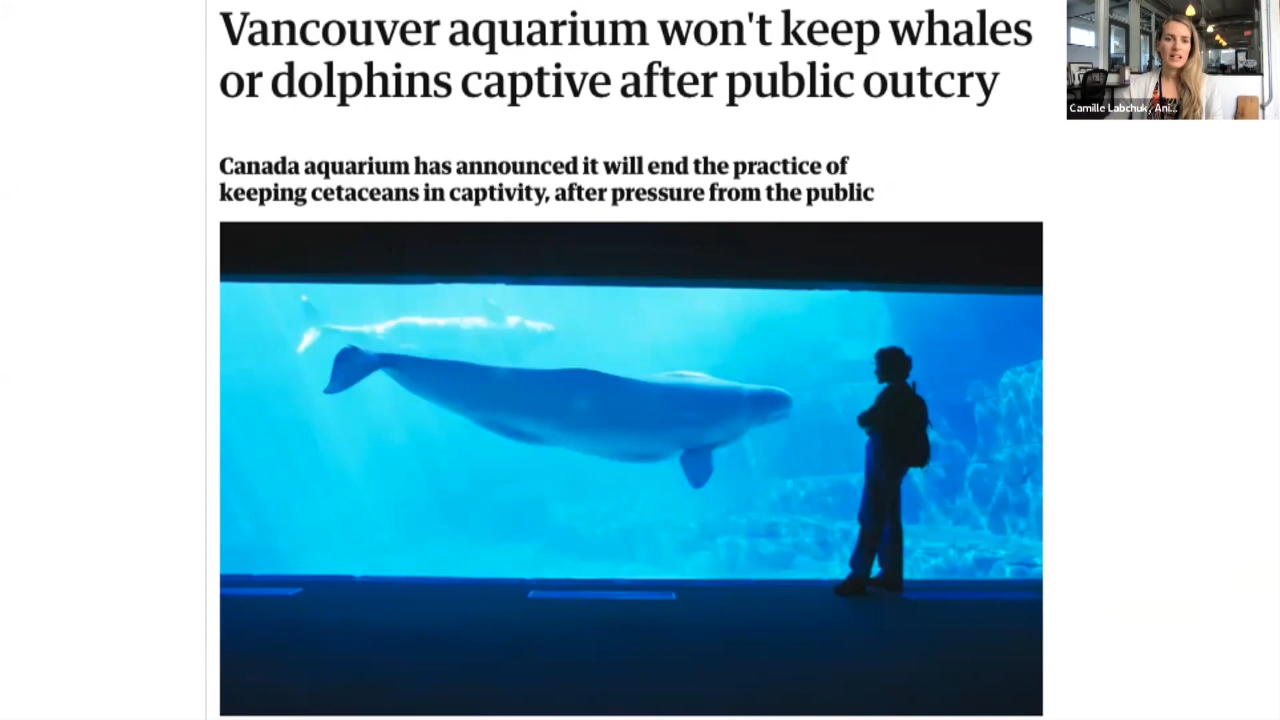 Vancouver aquarium won't keep whales
or dolphins captive after public outcry
Canada aquarium has announced it will end the practice of
keeping cetaceans in captivity, after pressure from the public
Camille Labchuk, Ani...